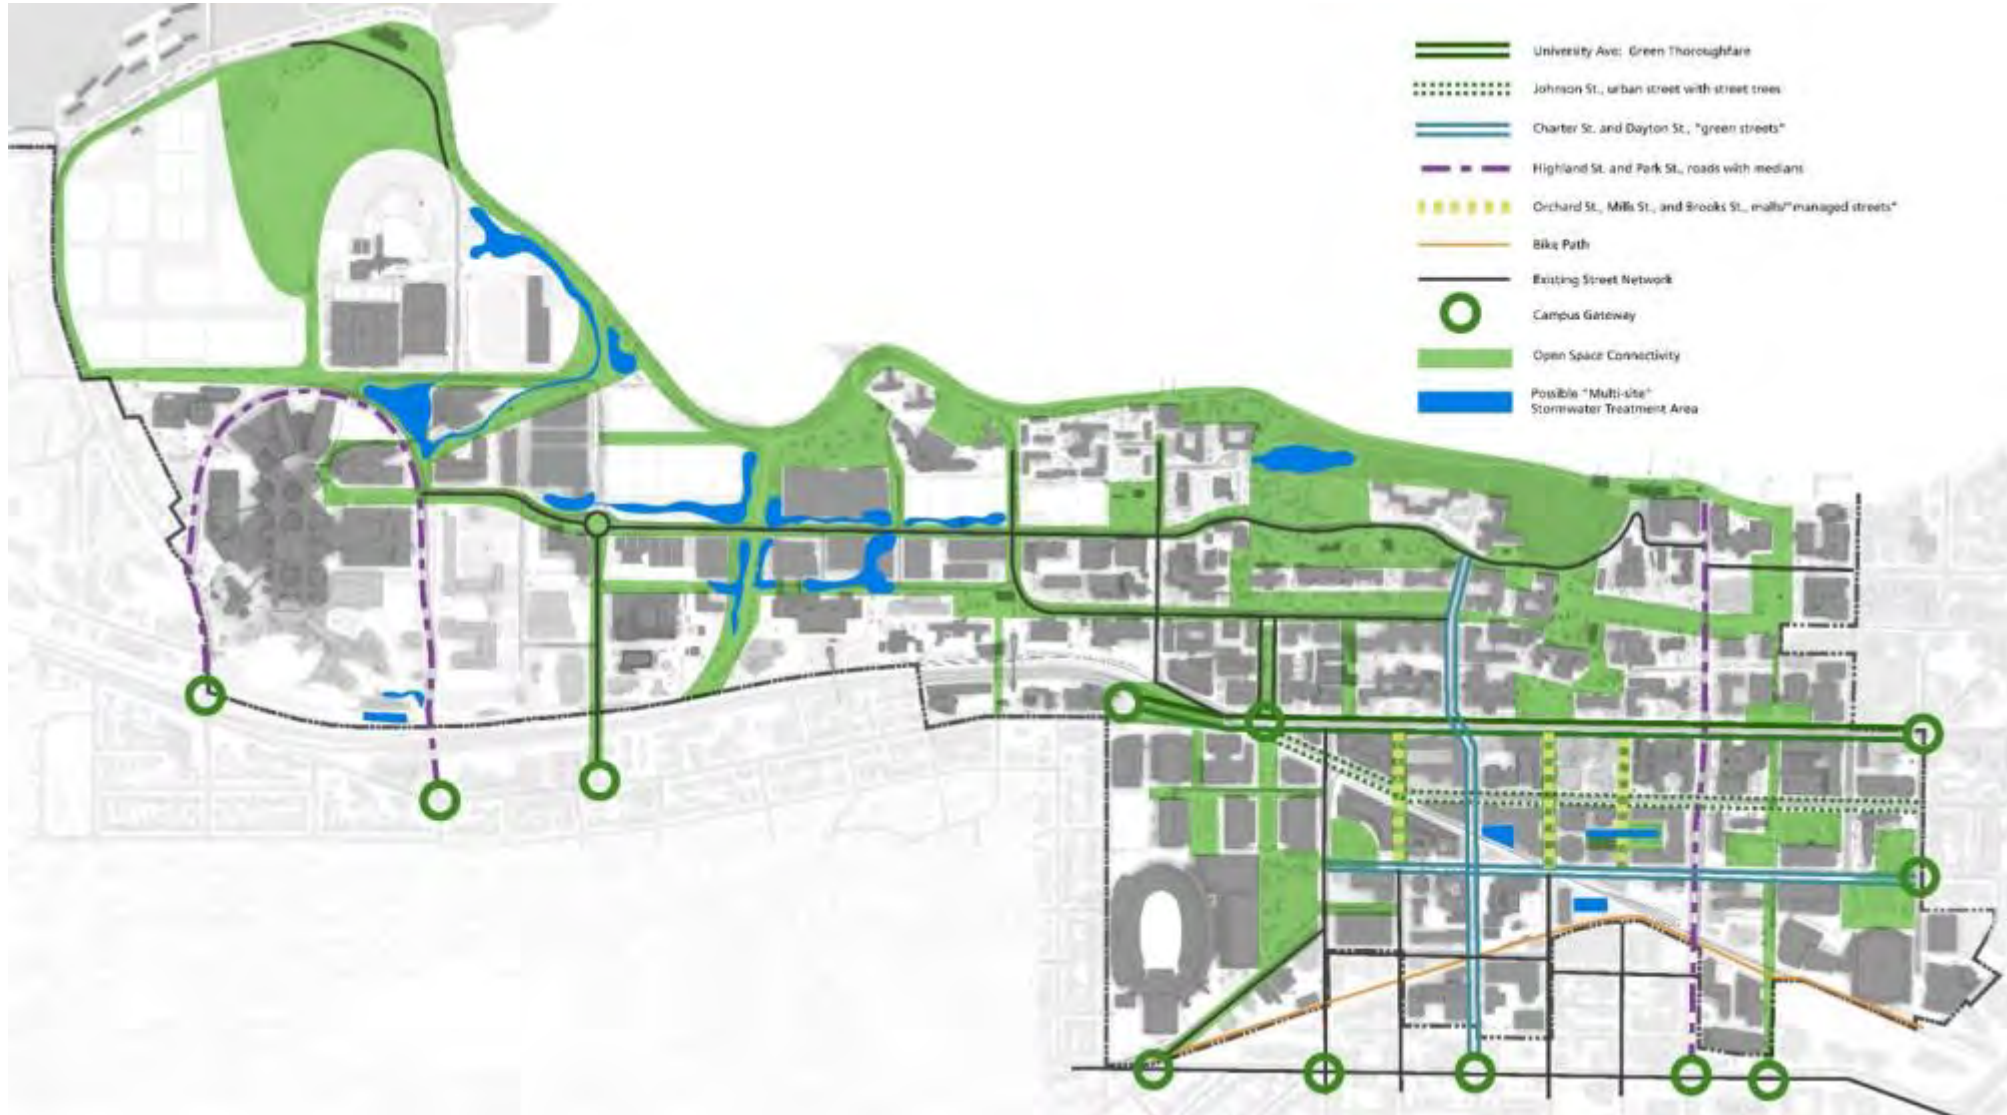 University Ave: Green Thoroughfare
Johnson St., urban street with street trees
Charter St. and Dayton St., "green streets"
Highland St. and Park St., roads with medians
Orchard St., Mills St., and Brooks St., malls/"managed streets"
Bike Path
Existing Street Network
Campus Gateway
Open Space Connectivity
Possible "Multi-site"
Stormwater Treatment Area